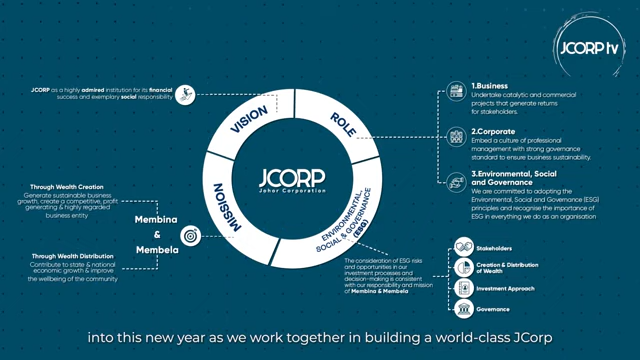 JCORP tv
JCORP as a highly admired institution for its financial
success and exemplary social responsibility
VISION
ROLE
MISSION
ENVIRONMENTAL,
SOCIAL & GOVERNANCE
(ESG)
JCORP
Johor Corporation
1.Business
Undertake catalytic and commercial
projects that generate returns
for stakeholders.
2.Corporate
Embed a culture of professional
management with strong governance
standard to ensure business sustainability.
3.Environmental, Social
and Governance
We are committed to adopting the
Environmental, Social and Governance (ESG)
principles and recognise the importance of
ESG in everything we do as an organisation
Through Wealth Creation
Generate sustainable business
growth, create a competitive, profit
generating & highly regarded
business entity
Membina
&
Membela
Through Wealth Distribution
Contribute to state & national
economic growth & improve
the wellbeing of the community
The consideration of ESG risks
and opportunities in our
investment processes and
decision-making is consistent
with our responsibility and mission
of Membina & Membela
Stakeholders
Creation & Distribution
of Wealth
Investment Approach
Governance
into this new year as we work together in building a world-class JCorp